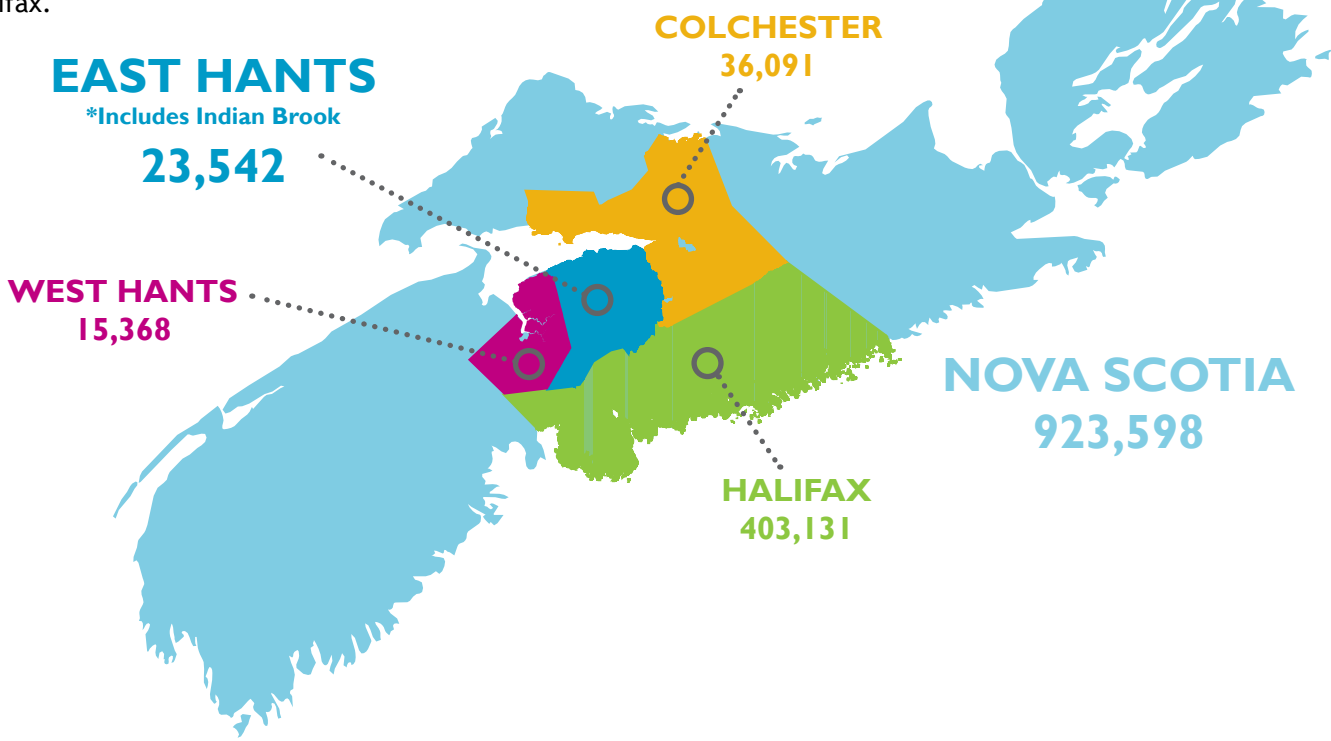 COLCHESTER
36,091
EAST HANTS
*Includes Indian Brook
23,542
WEST HANTS
15,368
NOVA SCOTIA
923,598
HALIFAX
403,131